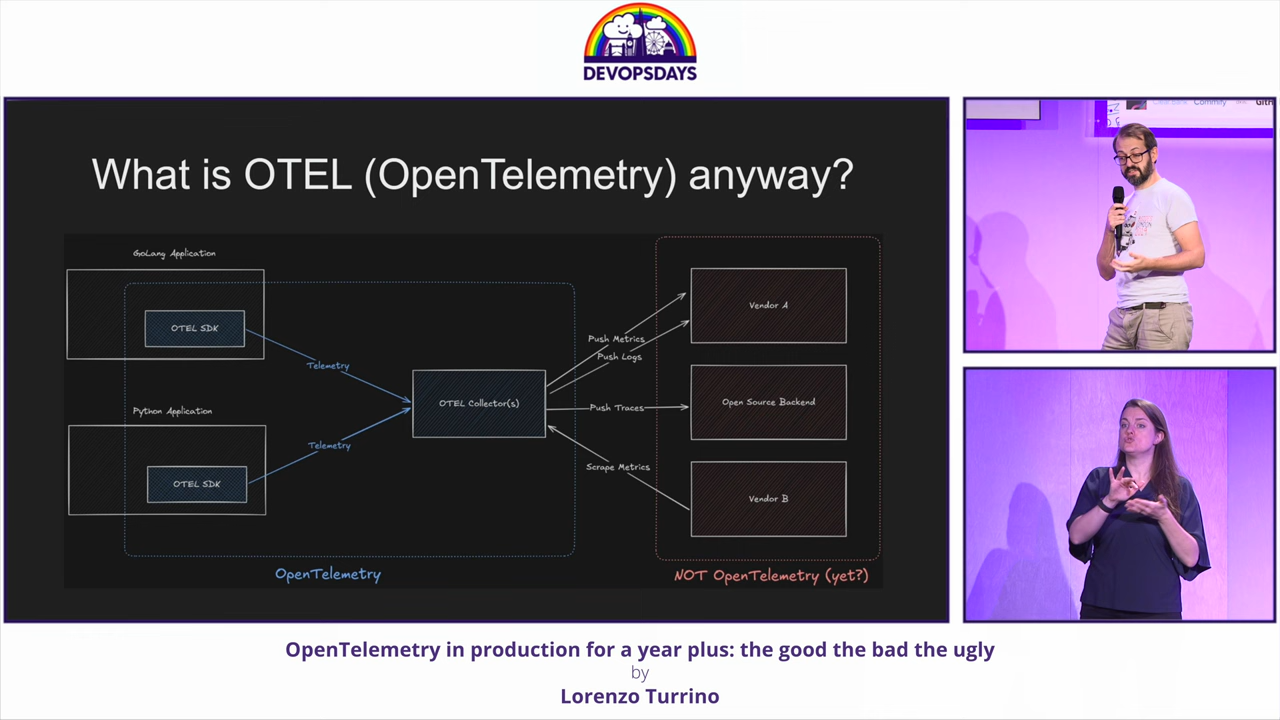 DEVOPSDAYS
What is OTEL (OpenTelemetry) anyway?
GoLang Application
OTEL SDK
Telemetry
Python Application
OTEL SDK
Telemetry
OTEL Collector(s)
Push Metrics
Push Logs
Push Traces
Scrape Metrics
Vendor A
Open Source Backend
Vendor B
OpenTelemetry
NOT OpenTelemetry (yet?)
Commify
GitH
OpenTelemetry in production for a year plus: the good the bad the ugly
by
Lorenzo Turrino